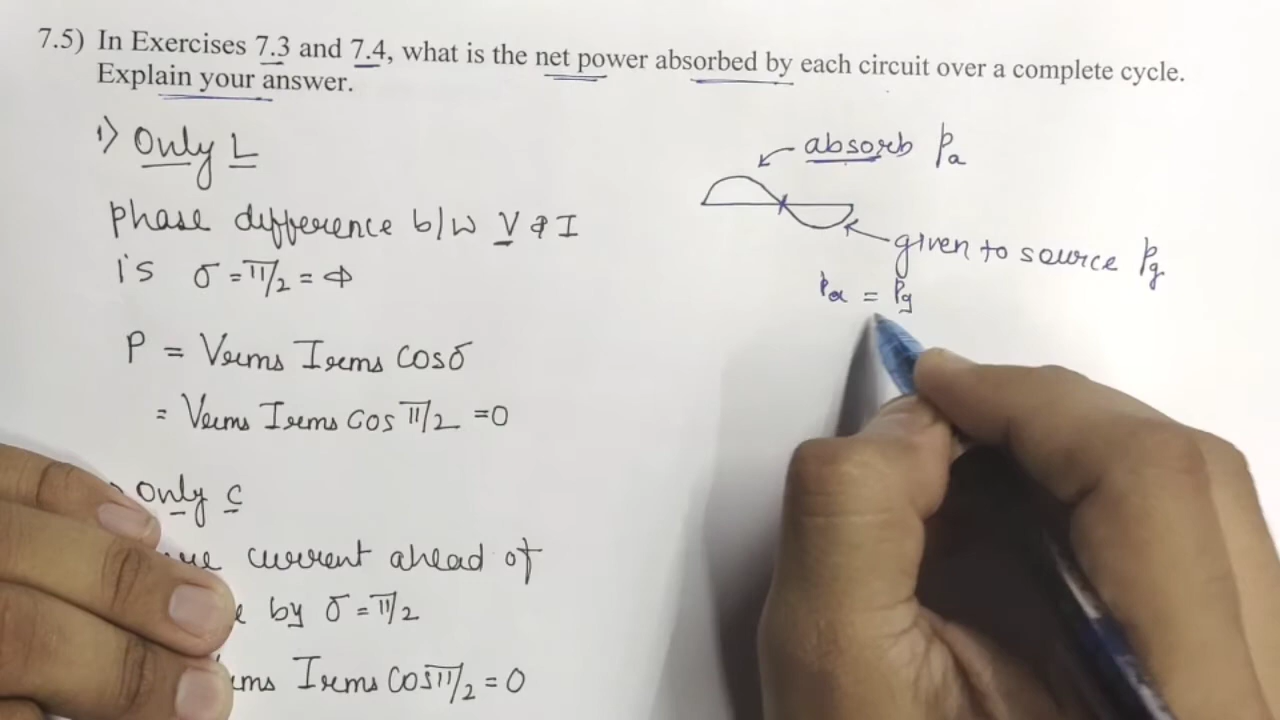 7.5) In Exercises 7.3 and 7.4, what is the net power absorbed by each circuit over a complete cycle.
Explain your answer.
1) Only L
phase difference b/w V & I
is σ = π/2 = Φ
P = Vrms Irms Cosσ
= Vrms Irms Cos π/2 = 0
Only C
current ahead of
by σ = π/2
Irms Cos π/2 = 0
absorb Pa
given to source Pg
Pa = Pg